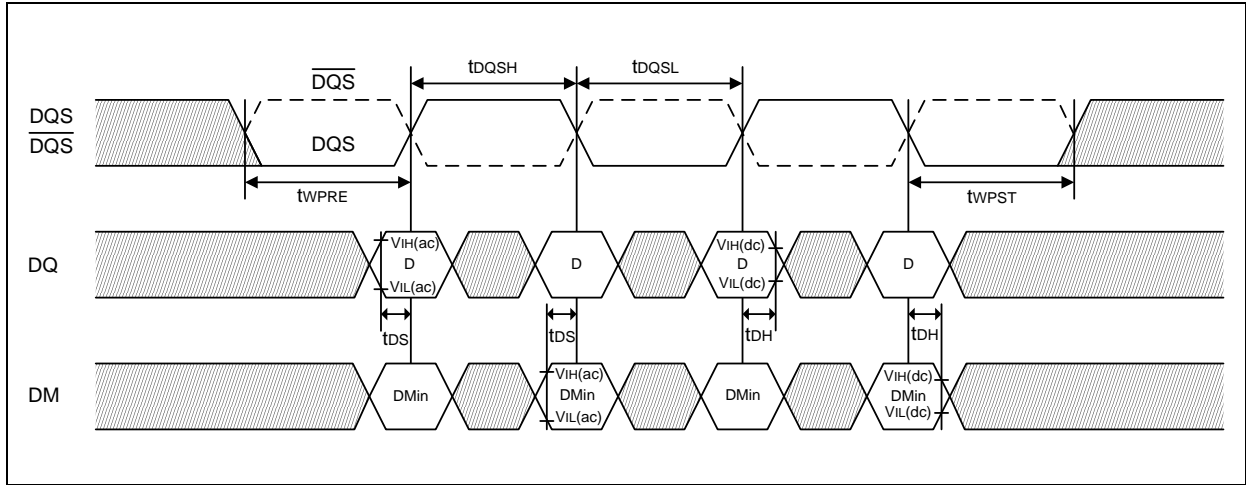 tDQSH tDQSL
DQS
DQS
DQS
DQS
tWPRE tWPST
VIH(ac) VIH(dc)
DQ D D D D
VIL(ac) VIL(dc)
tDS tDS tDH tDH
VIH(ac) VIH(dc)
DM DMin DMin DMin DMin
VIL(ac) VIL(dc)